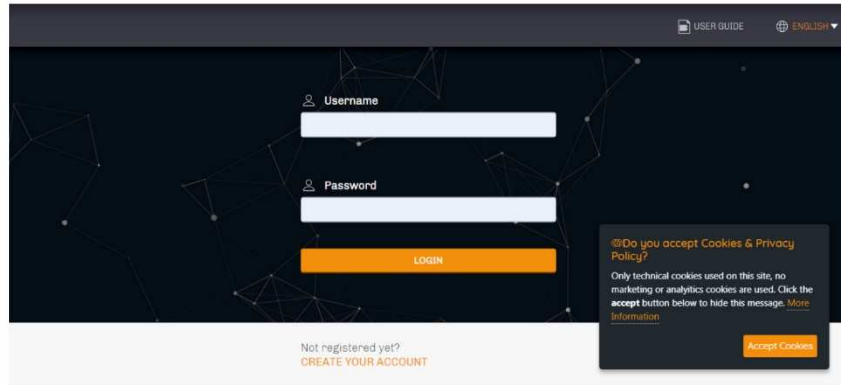 USER GUIDE
ENGLISH
Username
Password
LOGIN
Do you accept Cookies & Privacy
Policy?
Only technical cookies used on this site, no
marketing or analyitics cookies are used. Click the
accept button below to hide this message. More
Information
Accept Cookies
Not registered yet?
CREATE YOUR ACCOUNT